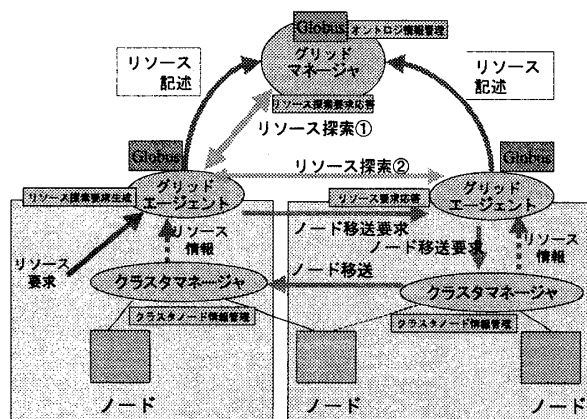 Globus
オントロジ情報管理
グリッド
マネージャ
リソース
記述
リソース
記述
リソース探索要求応答
リソース探索①
Globus
リソース探索②
Globus
リソース探索要求生成
グリッド
エージェント
リソース要求応答
グリッド
エージェント
ノード移送要求
ノード移送要求
リソース
情報
リソース
情報
リソース
要求
ノード移送
クラスタマネージャ
クラスタマネージャ
クラスタノード情報管理
クラスタノード情報管理
ノード
ノード